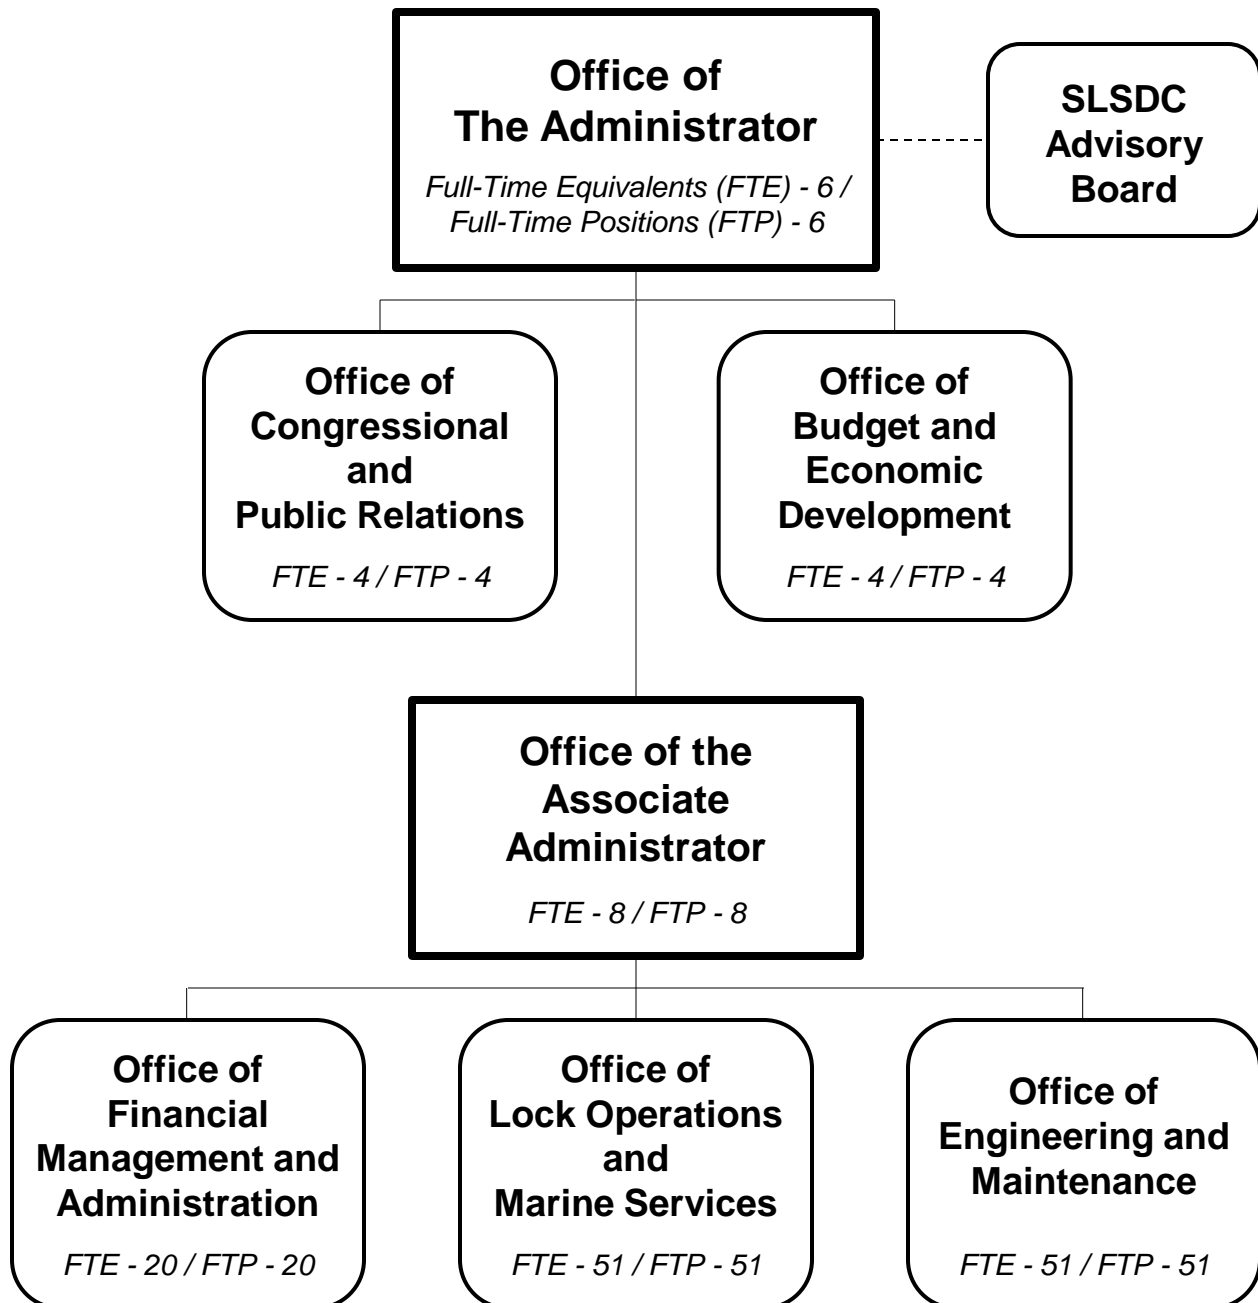 Office of
The Administrator
Full-Time Equivalents (FTE) - 6 /
Full-Time Positions (FTP) - 6
SLSDC
Advisory
Board
Office of
Congressional
and
Public Relations
FTE - 4 / FTP - 4
Office of
Budget and
Economic
Development
FTE - 4 / FTP - 4
Office of the
Associate
Administrator
FTE - 8 / FTP - 8
Office of
Financial
Management and
Administration
FTE - 20 / FTP - 20
Office of
Lock Operations
and
Marine Services
FTE - 51 / FTP - 51
Office of
Engineering and
Maintenance
FTE - 51 / FTP - 51